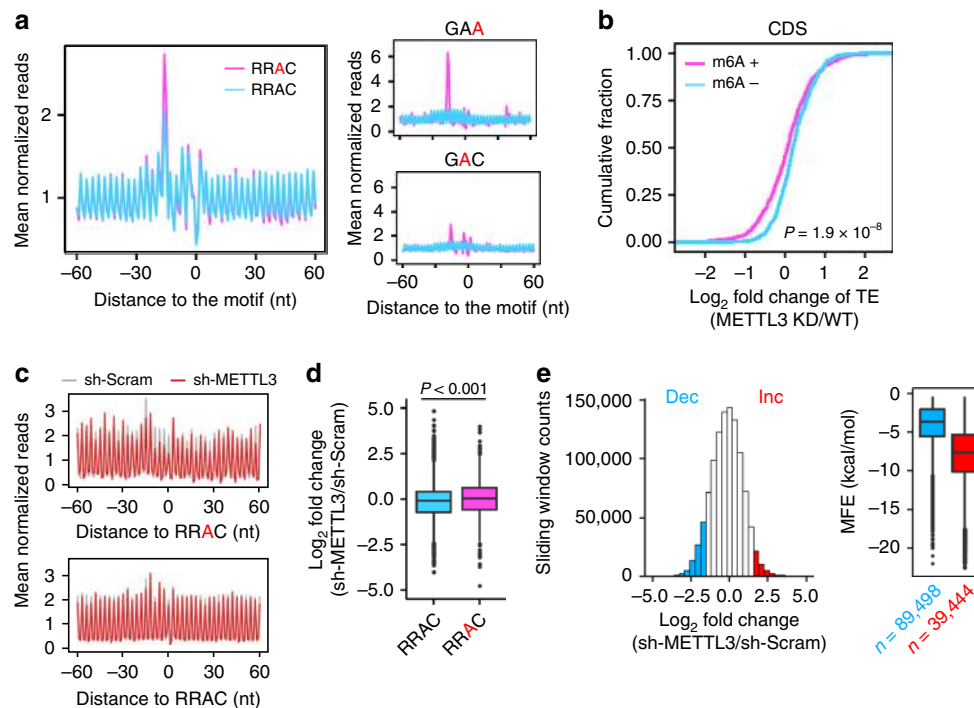 a
Mean normalized reads
2
1
RRAC
RRAC
−60 −30 0 30 60
Distance to the motif (nt)
GAA
Mean normalized reads
6
4
2
0
GAC
6
4
2
0
−60 −30 0 30 60
Distance to the motif (nt)
b
CDS
Cumulative fraction
1.00
0.75
0.50
0.25
0.00
m6A +
m6A −
P = 1.9 × 10⁻⁸
−2 −1 0 1 2
Log₂ fold change of TE
(METTL3 KD/WT)
c
sh-Scram sh-METTL3
Mean normalized reads
3
2
1
0
−60 −30 0 30 60
Distance to RRAC (nt)
3
2
1
0
−60 −30 0 30 60
Distance to RRAC (nt)
d
P < 0.001
Log₂ fold change
(sh-METTL3/sh-Scram)
5.0
2.5
0.0
−2.5
−5.0
RRAC
RRAC
e
Dec Inc
Sliding window counts
150,000
100,000
50,000
0
−5.0 −2.5 0 2.5 5.0
Log₂ fold change
(sh-METTL3/sh-Scram)
MFE (kcal/mol)
0
−5
−10
−15
−20
n = 89,498
n = 39,444